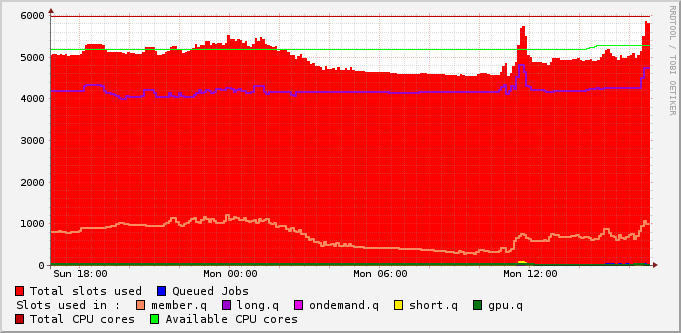 RRDTOOL / TOBI OETIKER
6000
5000
4000
3000
2000
1000
0
Sun 18:00 Mon 00:00 Mon 06:00 Mon 12:00
Total slots used Queued Jobs
Slots used in : member.q long.q ondemand.q short.q gpu.q
Total CPU cores Available CPU cores